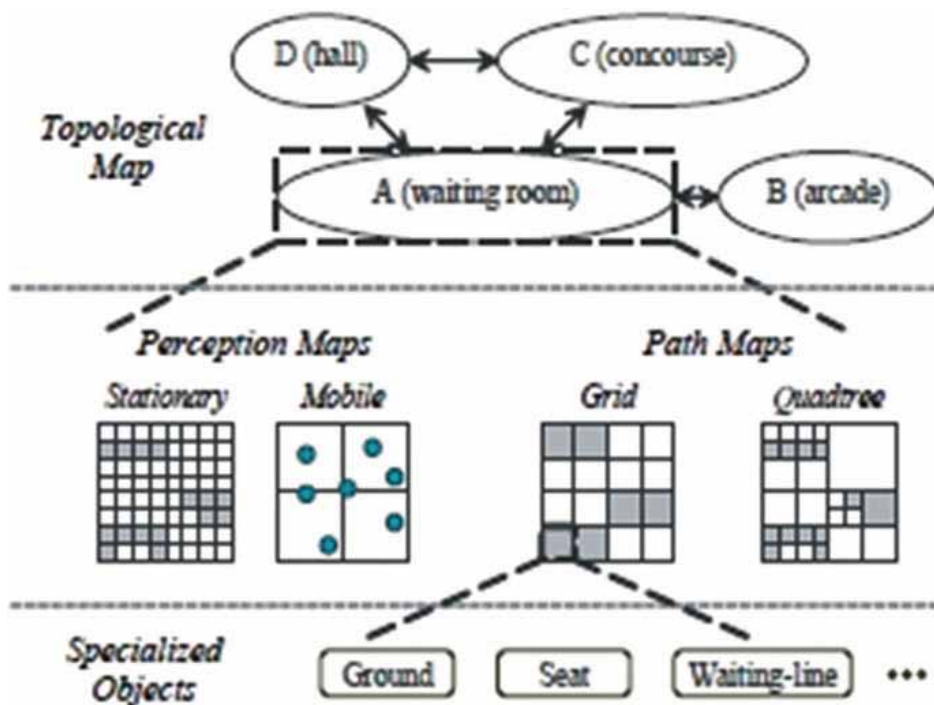 D (hall)
C (concourse)
Topological
Map
A (waiting room)
B (arcade)
Perception Maps
Path Maps
Stationary
Mobile
Grid
Quadtree
Specialized
Objects
Ground
Seat
Waiting-line
•••